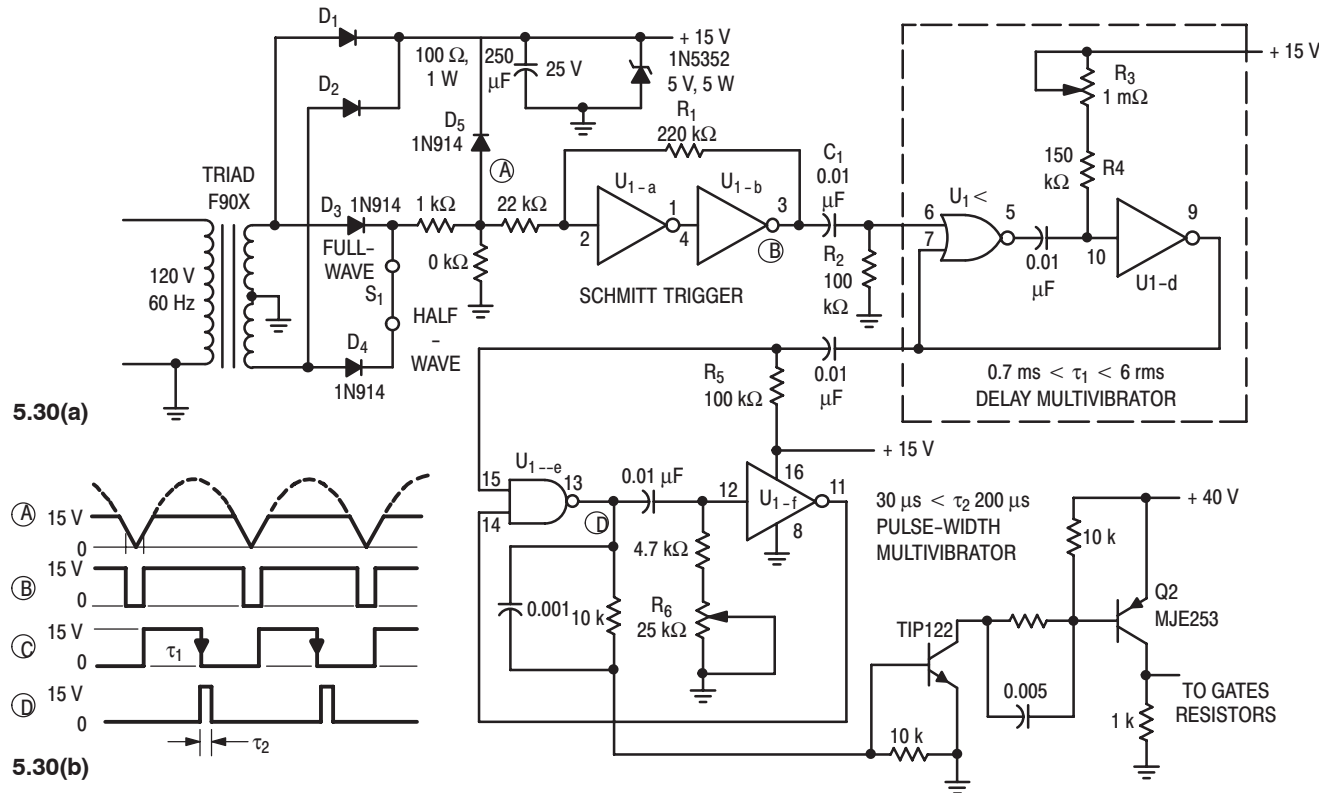 D1
D2
100 Ω,
1 W
250
μF
25 V
+ 15 V
1N5352
5 V, 5 W
D5
1N914
A
R1
220 kΩ
TRIAD
F90X
D3 1N914
FULL-
WAVE
1 kΩ
22 kΩ
U1-a
U1-b
2
1
4
3
B
C1
0.01
μF
120 V
60 Hz
S1
0 kΩ
HALF
-
WAVE
SCHMITT TRIGGER
R2
100
kΩ
D4
1N914
+ 15 V
R3
1 mΩ
150
kΩ
R4
U1<
6
7
5
0.01
μF
10
9
U1-d
0.7 ms < τ1 < 6 rms
DELAY MULTIVIBRATOR
R5
100 kΩ
0.01
μF
5.30(a)
+ 15 V
U1--e
15
14
13
D
0.01 μF
12
16
U1-f
11
8
30 μs < τ2 200 μs
PULSE-WIDTH
MULTIVIBRATOR
4.7 kΩ
0.001
10 k
R6
25 kΩ
+ 40 V
10 k
Q2
MJE253
TIP122
0.005
10 k
1 k
TO GATES
RESISTORS
A 15 V
0
B 15 V
0
C 15 V
0
τ1
D 15 V
0
τ2
5.30(b)